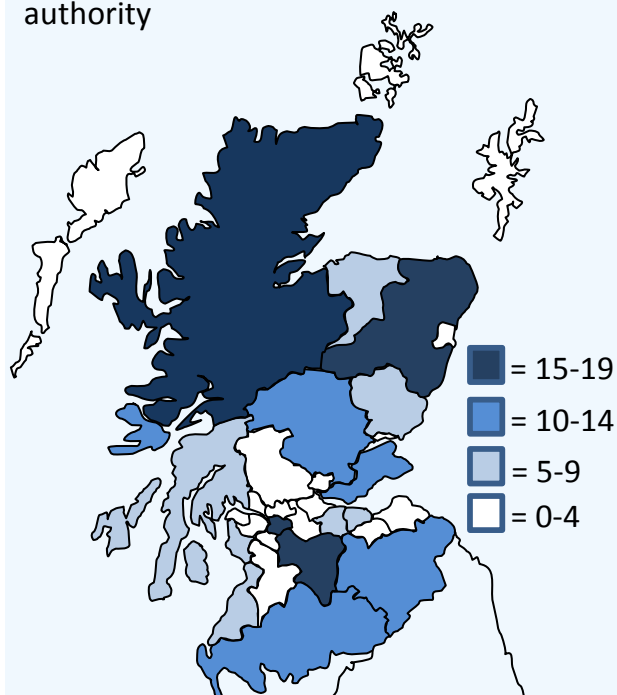 authority
= 15-19
= 10-14
= 5-9
= 0-4